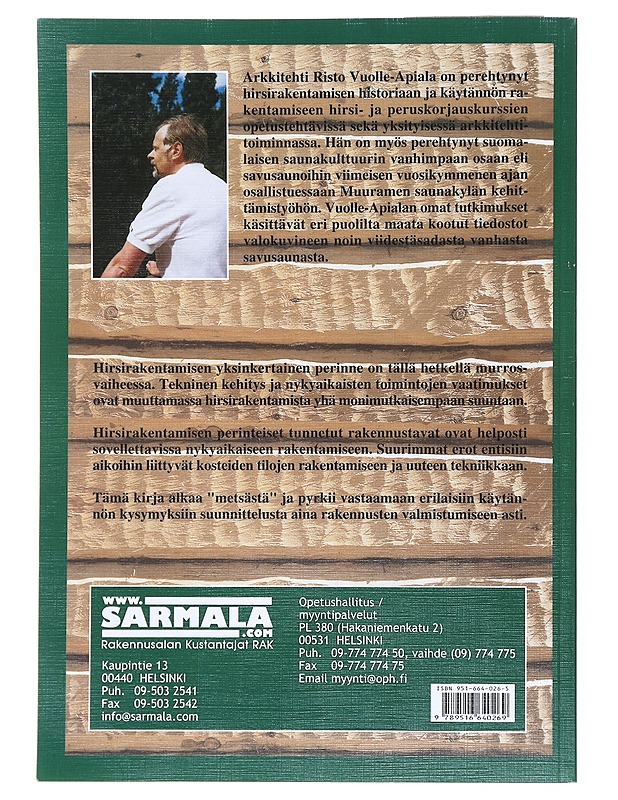 Arkkitehti Risto Vuolle-Apiala on perehtynyt
hirsirakentamisen historiaan ja käytännön ra-
kentamiseen hirsi- ja peruskorjauskurssien
opetustehtävissä sekä yksityisessä arkkitehti-
toiminnassa. Hän on myös perehtynyt suoma-
laisen saunakulttuurin vanhimpaan osaan eli
savusaunoihin viimeisen vuosikymmenen ajan
osallistuessaan Muuramen saunakylän kehit-
tämistyöhön. Vuolle-Apialan omat tutkimukset
käsittävät eri puolilta maata kootut tiedostot
valokuvineen noin viidestäsadasta vanhasta
savusaunasta.
Hirsirakentamisen yksinkertainen perinne on tällä hetkellä murros-
vaiheessa. Tekninen kehitys ja nykyaikaisten toimintojen vaatimukset
ovat muuttamassa hirsirakentamista yhä monimutkaisempaan suuntaan.
Hirsirakentamisen perinteiset tunnetut rakennustavat ovat helposti
sovellettavissa nykyaikaiseen rakentamiseen. Suurimmat erot entisiin
aikoihin liittyvät kosteiden tilojen rakentamiseen ja uuteen tekniikkaan.
Tämä kirja alkaa "metsästä" ja pyrkii vastaamaan erilaisiin käytän-
nön kysymyksiin suunnittelusta aina rakennusten valmistumiseen asti.
www.
SARMALA
.COM
Rakennusalan Kustantajat RAK
Kaupintie 13
00440 HELSINKI
Puh. 09-503 2541
Fax 09-503 2542
info@sarmala.com
Opetushallitus /
myyntipalvelut
PL 380 (Hakaniemenkatu 2)
00531 HELSINKI
Puh. 09-774 774 50, vaihde (09) 774 775
Fax 09-774 774 75
Email myynti@oph.fi
ISBN 951-664-026-5
9 789516 640269